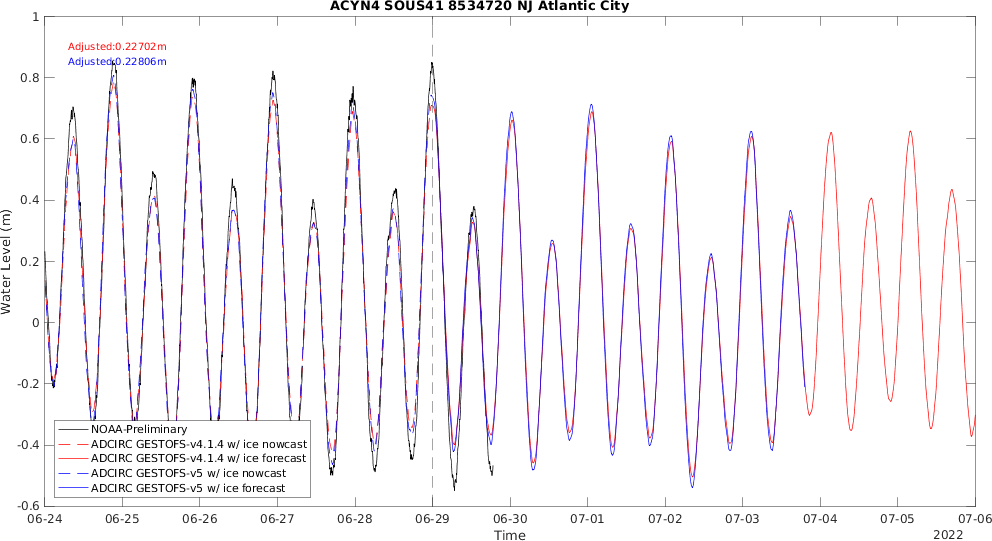 ACYN4 SOUS41 8534720 NJ Atlantic City
Adjusted:0.22702m
Adjusted:0.22806m
Water Level (m)
1
0.8
0.6
0.4
0.2
0
-0.2
-0.4
-0.6
NOAA-Preliminary
ADCIRC GESTOFS-v4.1.4 w/ ice nowcast
ADCIRC GESTOFS-v4.1.4 w/ ice forecast
ADCIRC GESTOFS-v5 w/ ice nowcast
ADCIRC GESTOFS-v5 w/ ice forecast
06-24 06-25 06-26 06-27 06-28 06-29 06-30 07-01 07-02 07-03 07-04 07-05 07-06
Time
2022